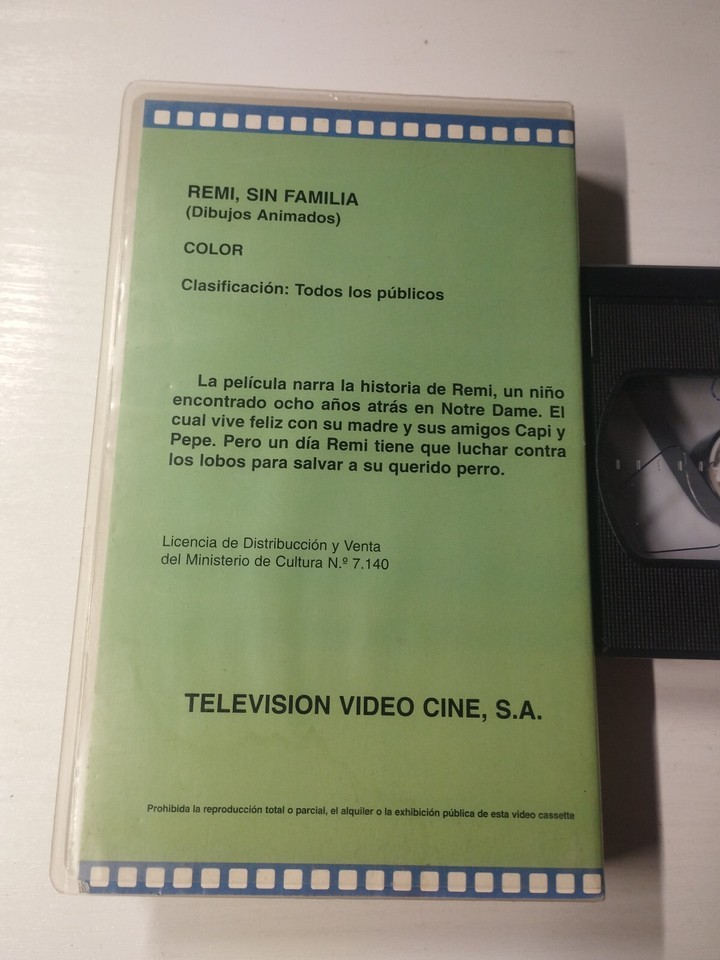 REMI, SIN FAMILIA
(Dibujos Animados)
COLOR
Clasificación: Todos los públicos
La película narra la historia de Remi, un niño
encontrado ocho años atrás en Notre Dame. El
cual vive feliz con su madre y sus amigos Capi y
Pepe. Pero un día Remi tiene que luchar contra
los lobos para salvar a su querido perro.
Licencia de Distribucción y Venta
del Ministerio de Cultura N.º 7.140
TELEVISION VIDEO CINE, S.A.
Prohibida la reproducción total o parcial, el alquiler o la exhibición pública de esta video cassette